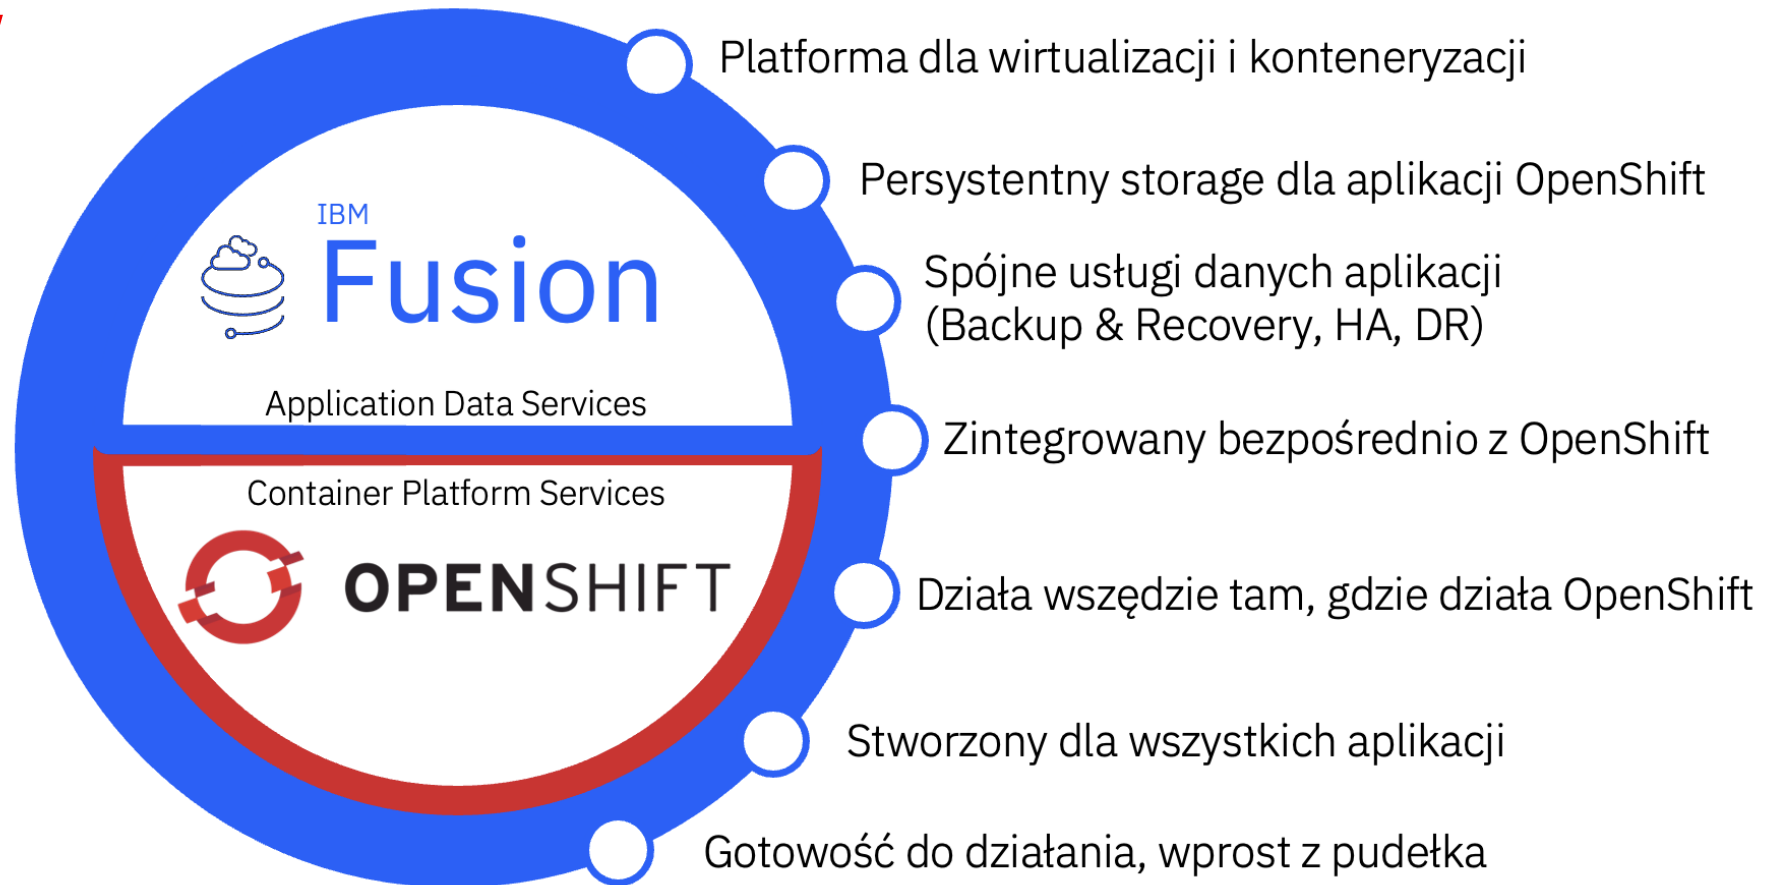 Platforma dla wirtualizacji i konteneryzacji
Persystentny storage dla aplikacji OpenShift
Spójne usługi danych aplikacji
(Backup & Recovery, HA, DR)
Zintegrowany bezpośrednio z OpenShift
Działa wszędzie tam, gdzie działa OpenShift
Stworzony dla wszystkich aplikacji
Gotowość do działania, wprost z pudełka
IBM
Fusion
Application Data Services
Container Platform Services
OPENSHIFT